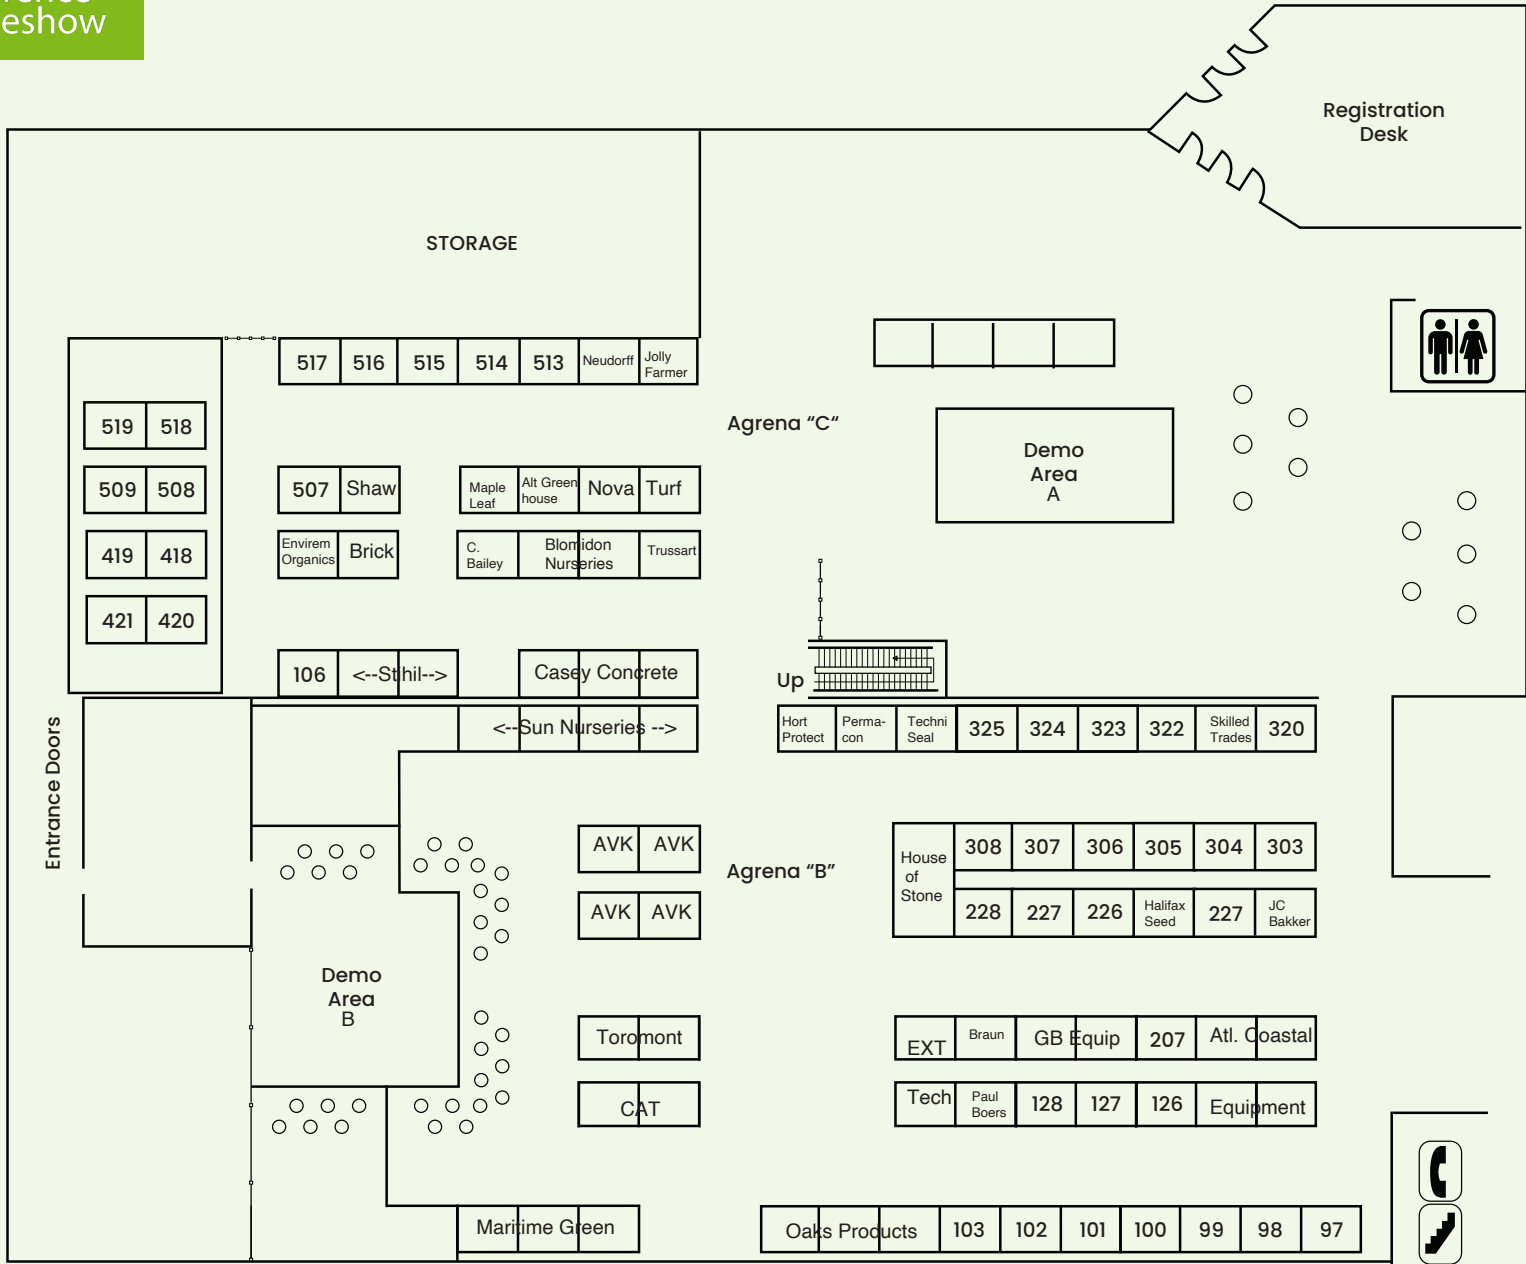 eshow
Registration
Desk
STORAGE
517 516 515 514 513 Neudorff Jolly
Farmer
519 518
Agrena “C“
Demo
Area
A
509 508
507 Shaw
Maple
Leaf
Alt Green
house
Nova Turf
419 418
Envirem
Organics
Brick
C.
Bailey
Blomidon
Nurseries
Trussart
421 420
106 <--Stihil-->
Casey Concrete
Up
<--Sun Nurseries -->
Hort
Protect
Perma-
con
Techni
Seal
325 324 323 322
Skilled
Trades
320
Entrance Doors
AVK AVK
Agrena “B”
House
of
Stone
308 307 306 305 304 303
AVK AVK
228 227 226
Halifax
Seed
227
JC
Bakker
Demo
Area
B
Toromont
EXT
Braun
GB Equip
207
Atl. Coastal
CAT
Tech
Paul
Boers
128 127 126
Equipment
Maritime Green
Oaks Products
103 102 101 100 99 98 97